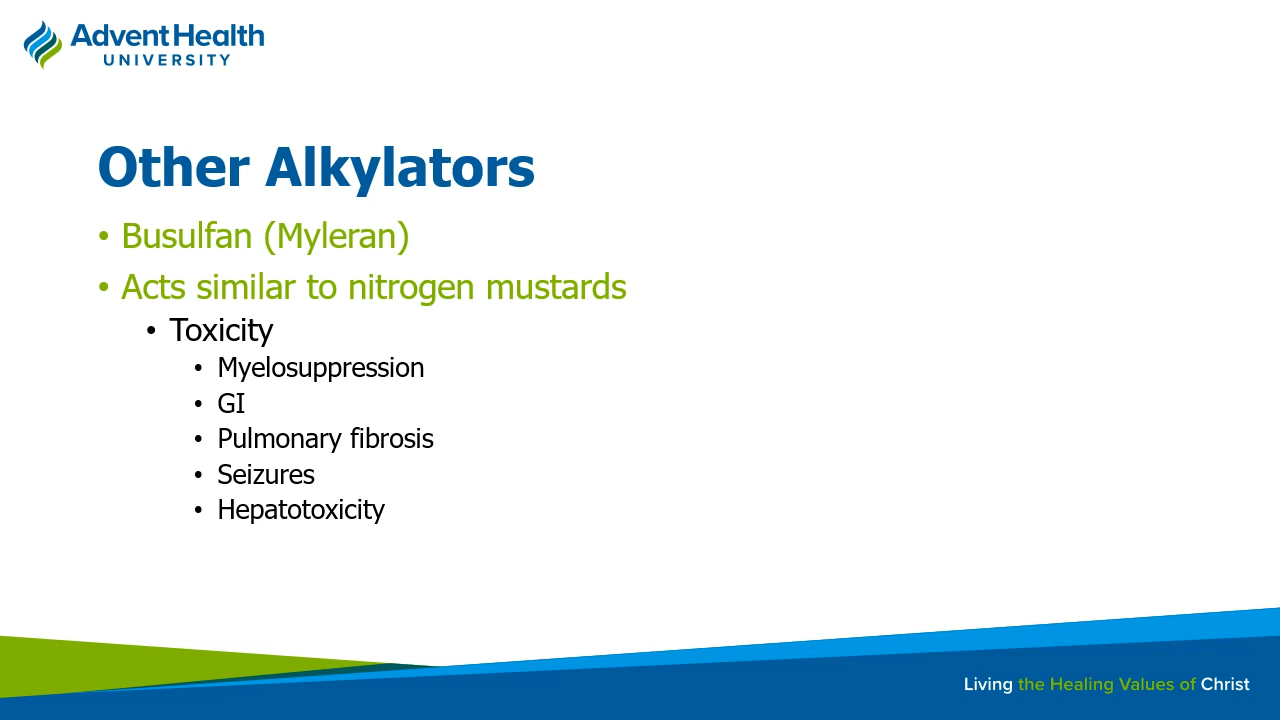 AdventHealth
UNIVERSITY
Other Alkylators
• Busulfan (Myleran)
• Acts similar to nitrogen mustards
• Toxicity
• Myelosuppression
• GI
• Pulmonary fibrosis
• Seizures
• Hepatotoxicity
Living the Healing Values of Christ